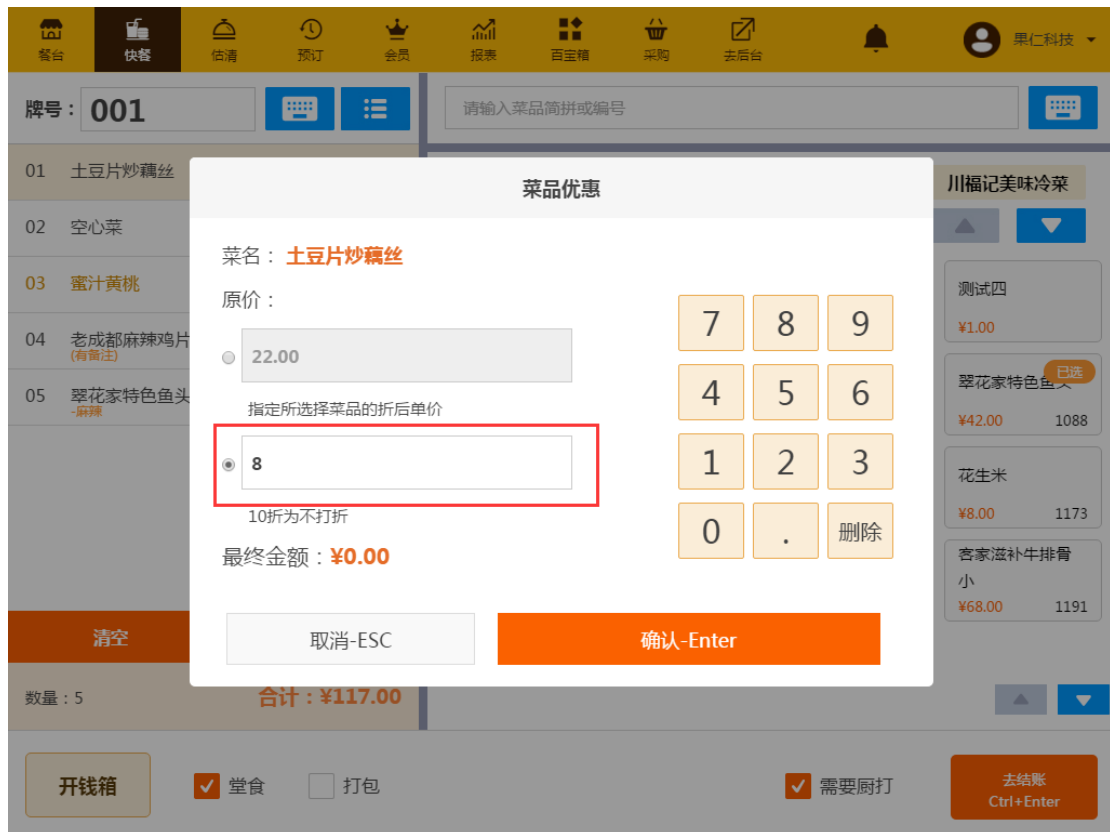 餐台 快餐 估清 预订 会员 报表 百宝箱 采购 去后台 果仁科技
牌号： 001
请输入菜品简拼或编号
01 土豆片炒藕丝
02 空心菜
03 蜜汁黄桃
04 老成都麻辣鸡片
(有备注)
05 翠花家特色鱼头
-麻辣
清空
数量：5 合计：¥117.00
菜品优惠
菜名： 土豆片炒藕丝
原价：
22.00
指定所选择菜品的折后单价
8
10折为不打折
最终金额：¥0.00
7 8 9
4 5 6
1 2 3
0 . 删除
取消-ESC 确认-Enter
川福记美味冷菜
测试四
¥1.00
已选
翠花家特色鱼
¥42.00 1088
花生米
¥8.00 1173
客家滋补牛排骨
小
¥68.00 1191
开钱箱 堂食 打包 需要厨打
去结账
Ctrl+Enter